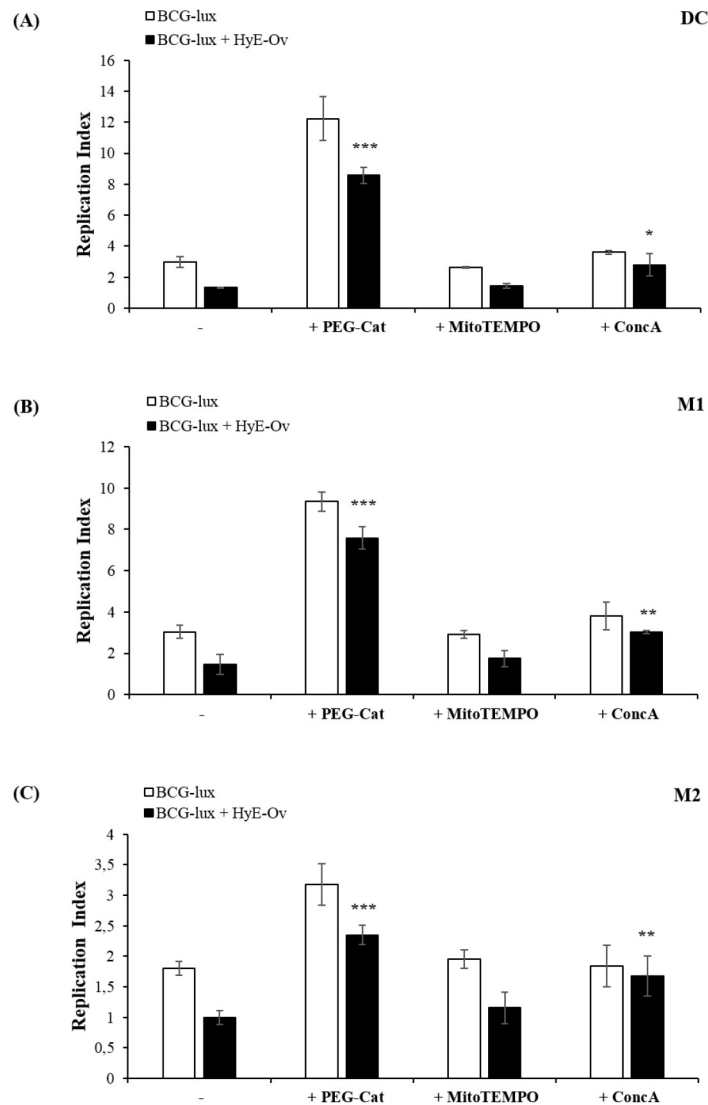 (A)
DC
BCG-lux
BCG-lux + HyE-Ov
Replication Index
16
14
12
10
8
6
4
2
0
***
*
- + PEG-Cat + MitoTEMPO + ConcA
(B)
M1
BCG-lux
BCG-lux + HyE-Ov
Replication Index
12
10
8
6
4
2
0
***
**
- + PEG-Cat + MitoTEMPO + ConcA
(C)
M2
BCG-lux
BCG-lux + HyE-Ov
Replication Index
4
3,5
3
2,5
2
1,5
1
0,5
0
***
**
- + PEG-Cat + MitoTEMPO + ConcA